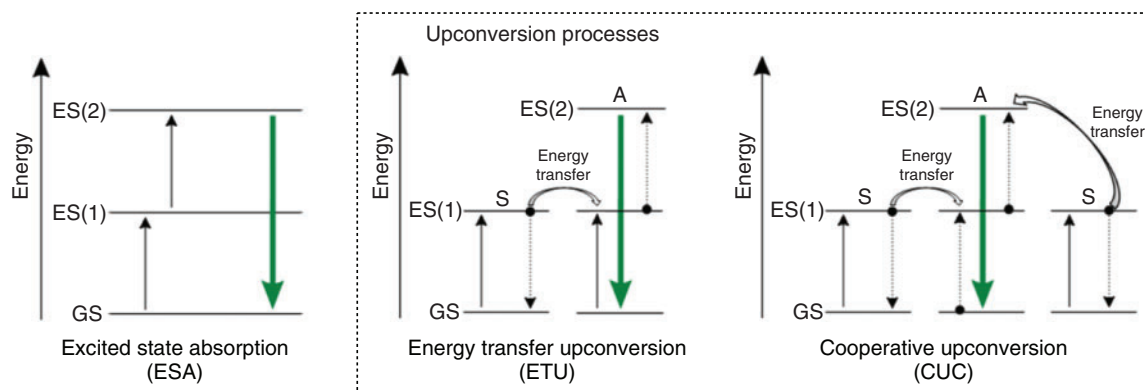 Upconversion processes
Energy
ES(2)
ES(1)
GS
Excited state absorption
(ESA)
Energy
A
ES(2)
Energy
transfer
S
ES(1)
GS
Energy transfer upconversion
(ETU)
Energy
A
ES(2)
Energy
transfer
Energy
transfer
S
S
ES(1)
GS
Cooperative upconversion
(CUC)